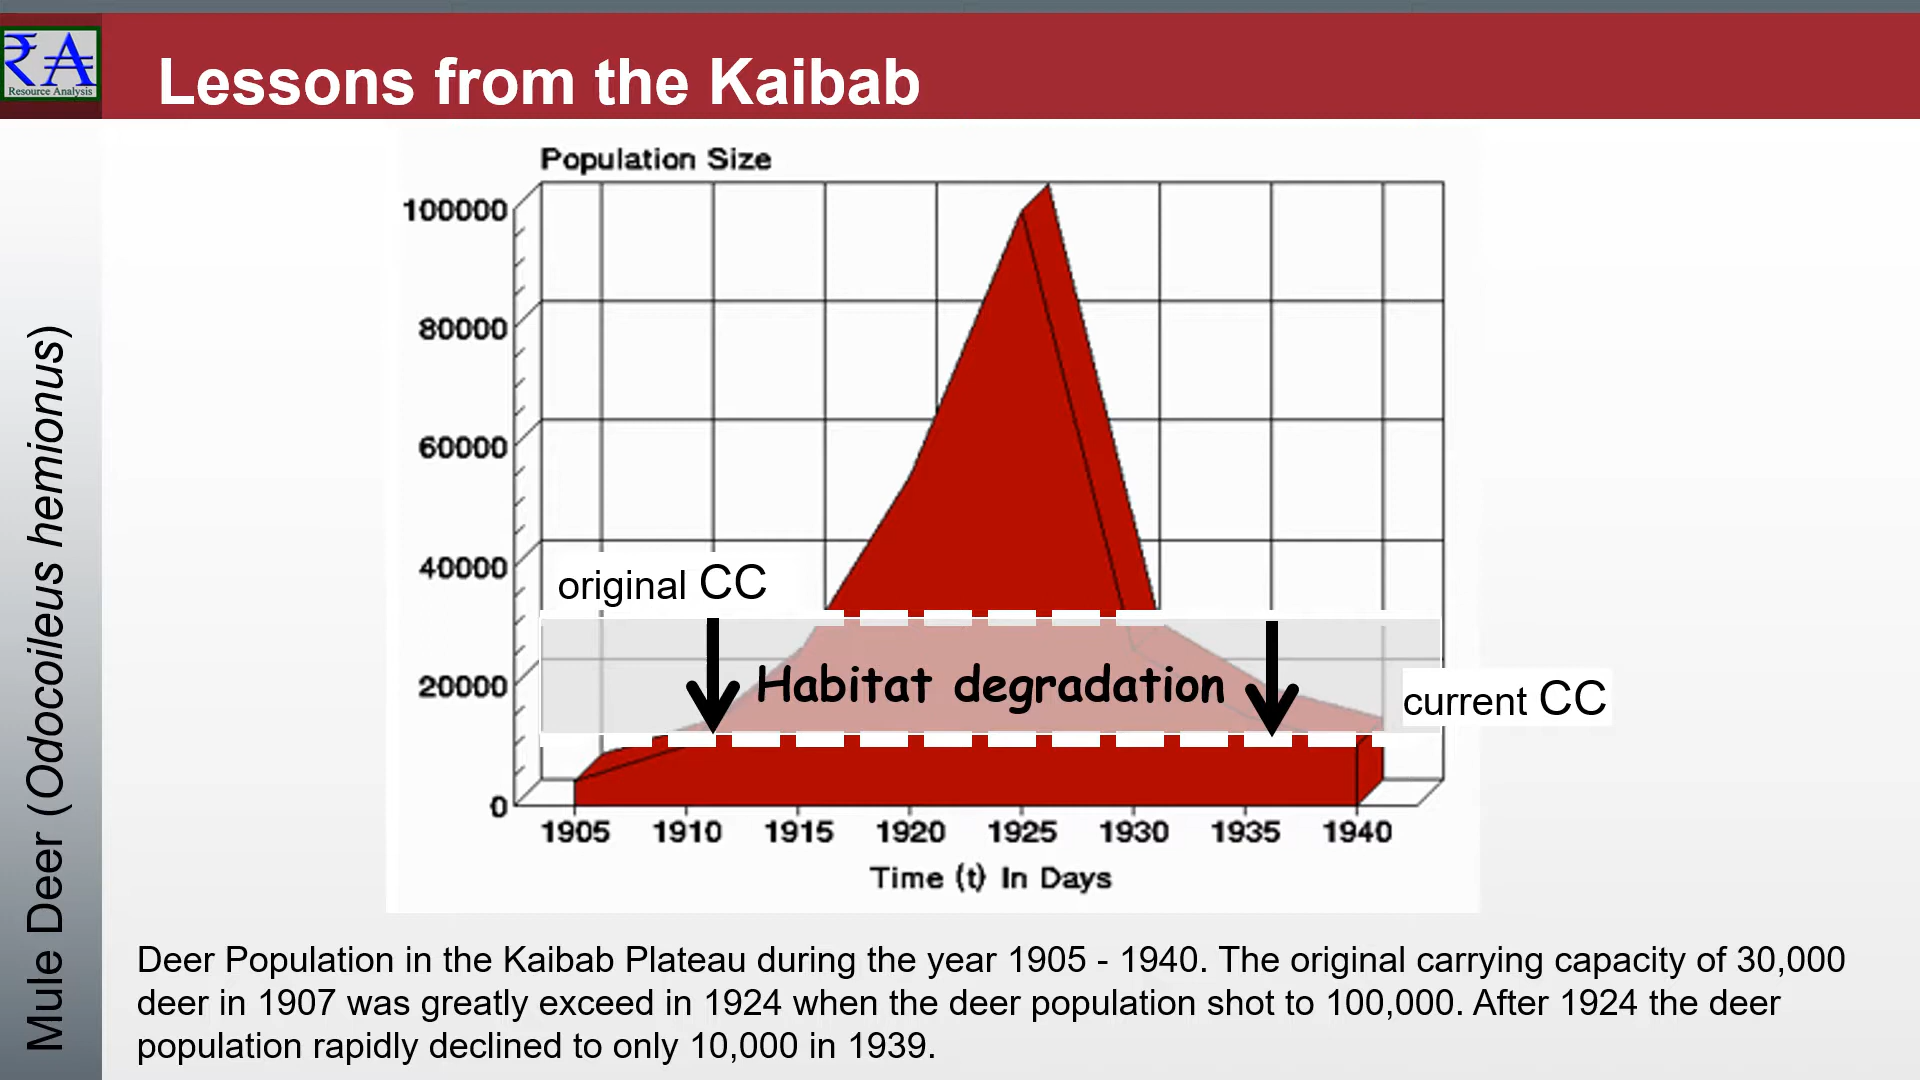 ₹A
Resource Analysis
Lessons from the Kaibab
Mule Deer (Odocoileus hemionus)
Population Size
100000
80000
60000
40000
20000
0
original CC
Habitat degradation
current CC
1905 1910 1915 1920 1925 1930 1935 1940
Time (t) In Days
Deer Population in the Kaibab Plateau during the year 1905 - 1940. The original carrying capacity of 30,000
deer in 1907 was greatly exceed in 1924 when the deer population shot to 100,000. After 1924 the deer
population rapidly declined to only 10,000 in 1939.